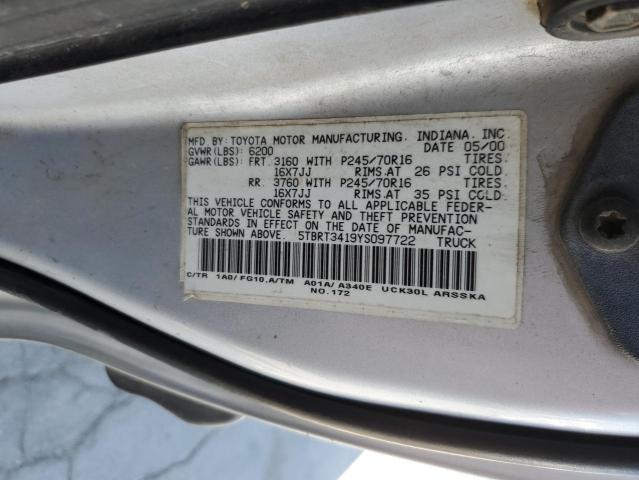 MFD. BY: TOYOTA MOTOR MANUFACTURING, INDIANA, INC.
GVWR(LBS): 6200 DATE 05/00
GAWR(LBS): FRT. 3160 WITH P245/70R16 TIRES.
16X7JJ RIMS.AT 26 PSI COLD.
RR. 3760 WITH P245/70R16 TIRES.
16X7JJ RIMS.AT 35 PSI COLD.
THIS VEHICLE CONFORMS TO ALL APPLICABLE FEDER-
AL MOTOR VEHICLE SAFETY AND THEFT PREVENTION
STANDARDS IN EFFECT ON THE DATE OF MANUFAC-
TURE SHOWN ABOVE. 5TBRT3419YS097722 TRUCK
C/TR 1A0/FG10.A/TM A01A/A340E UCK30L ARSSKA
NO.172